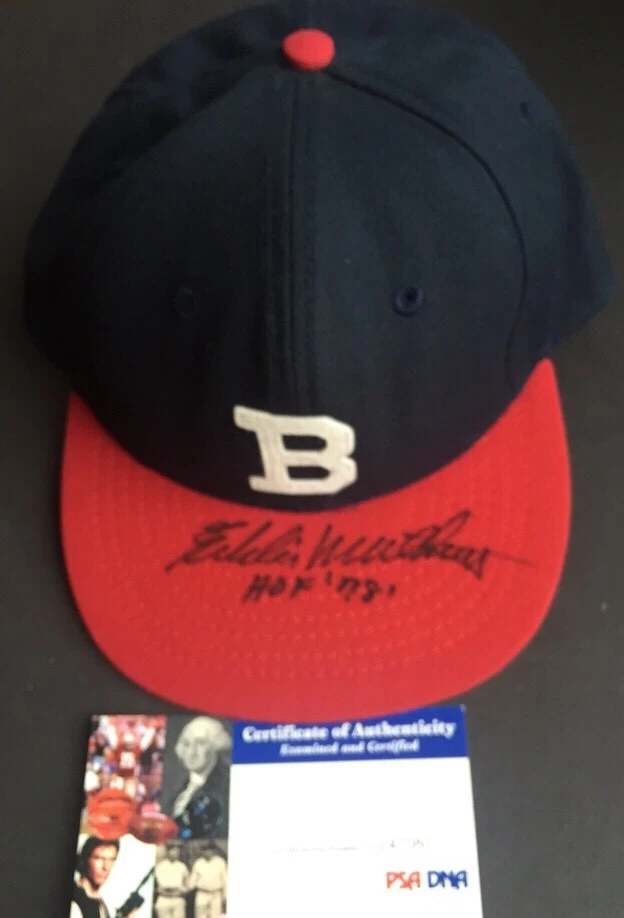 B
Eddie Mathews
HOF '78'
Certificate of Authenticity
Examined and Certified
PSA DNA